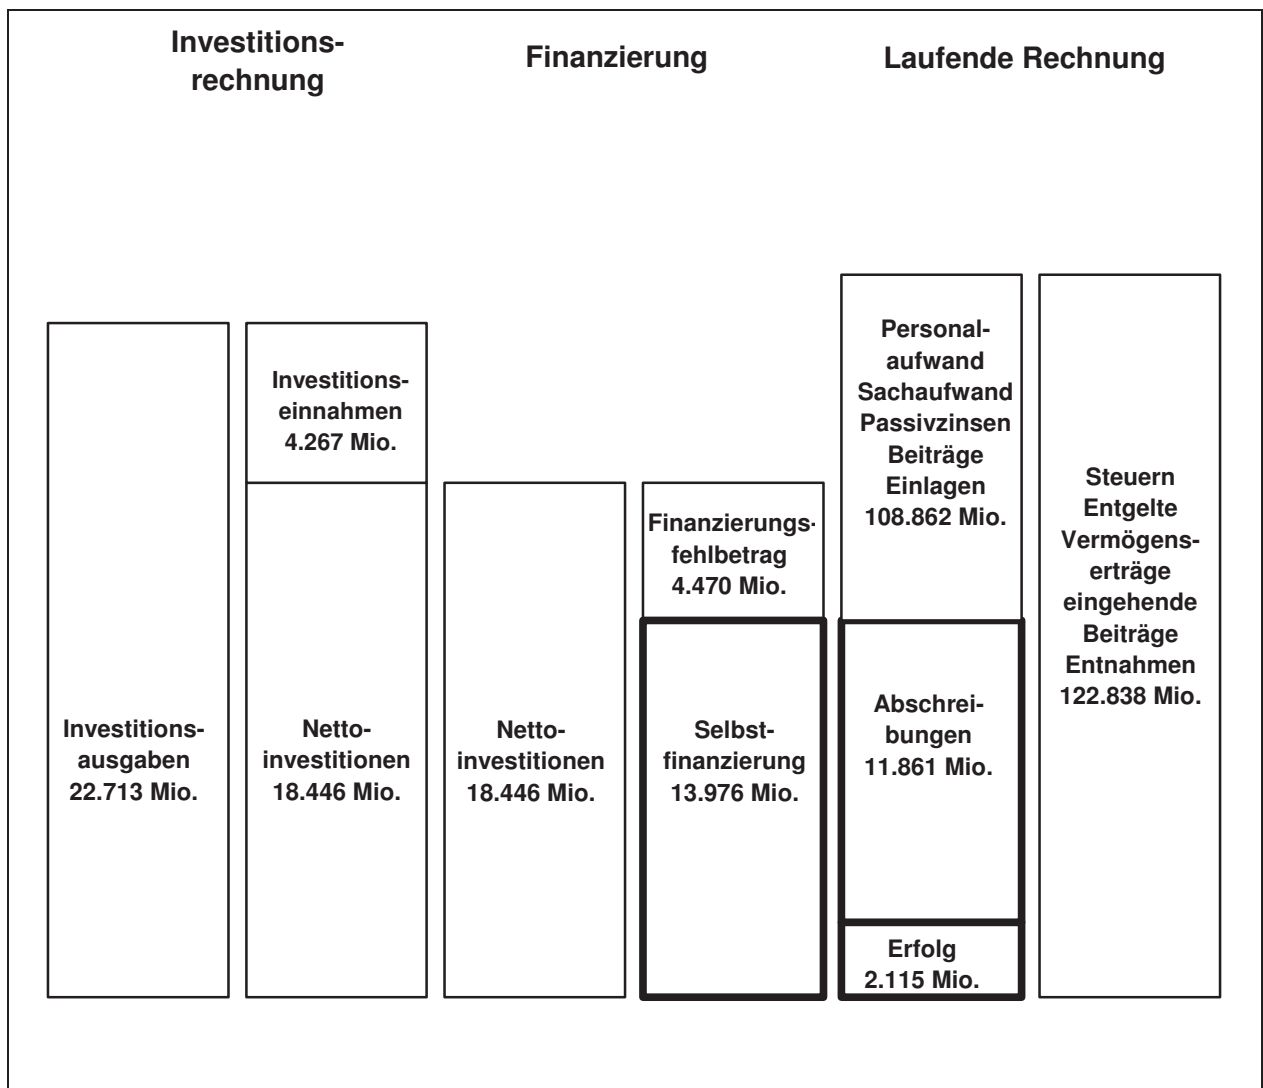 Investitions-
rechnung
Finanzierung
Laufende Rechnung
Investitions-
ausgaben
22.713 Mio.
Investitions-
einnahmen
4.267 Mio.
Netto-
investitionen
18.446 Mio.
Netto-
investitionen
18.446 Mio.
Finanzierungs-
fehlbetrag
4.470 Mio.
Selbst-
finanzierung
13.976 Mio.
Personal-
aufwand
Sachaufwand
Passivzinsen
Beiträge
Einlagen
108.862 Mio.
Abschrei-
bungen
11.861 Mio.
Erfolg
2.115 Mio.
Steuern
Entgelte
Vermögens-
erträge
eingehende
Beiträge
Entnahmen
122.838 Mio.